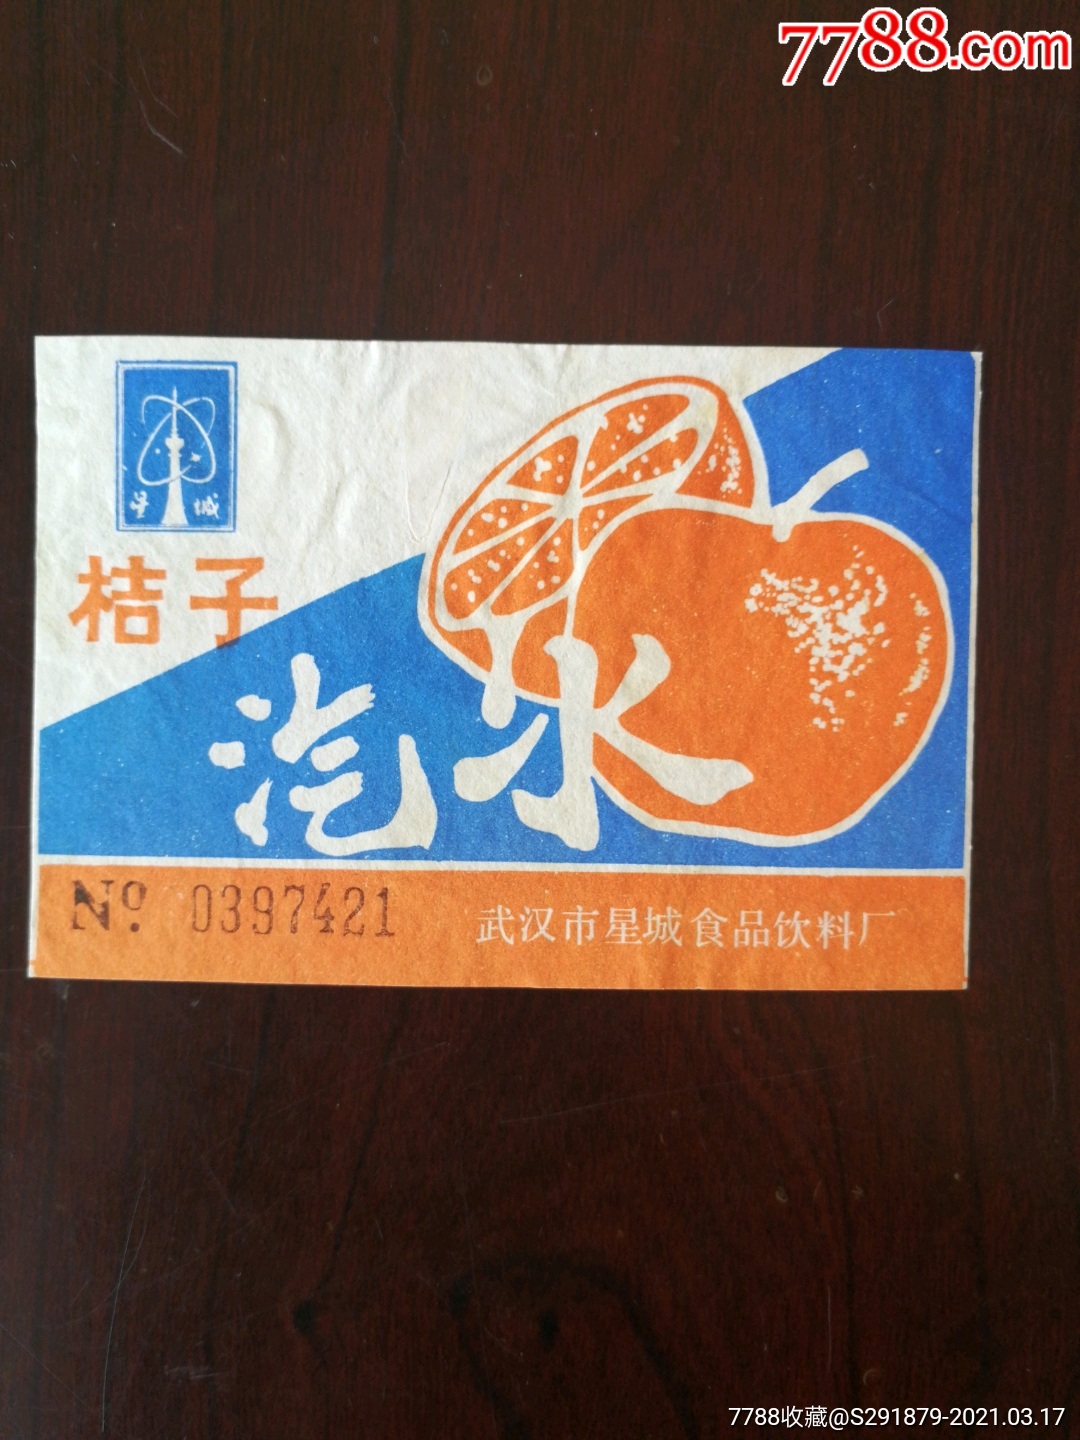 7788.com
星城
桔子
汽水
No. 0397421
武汉市星城食品饮料厂
7788收藏@S291879-2021.03.17